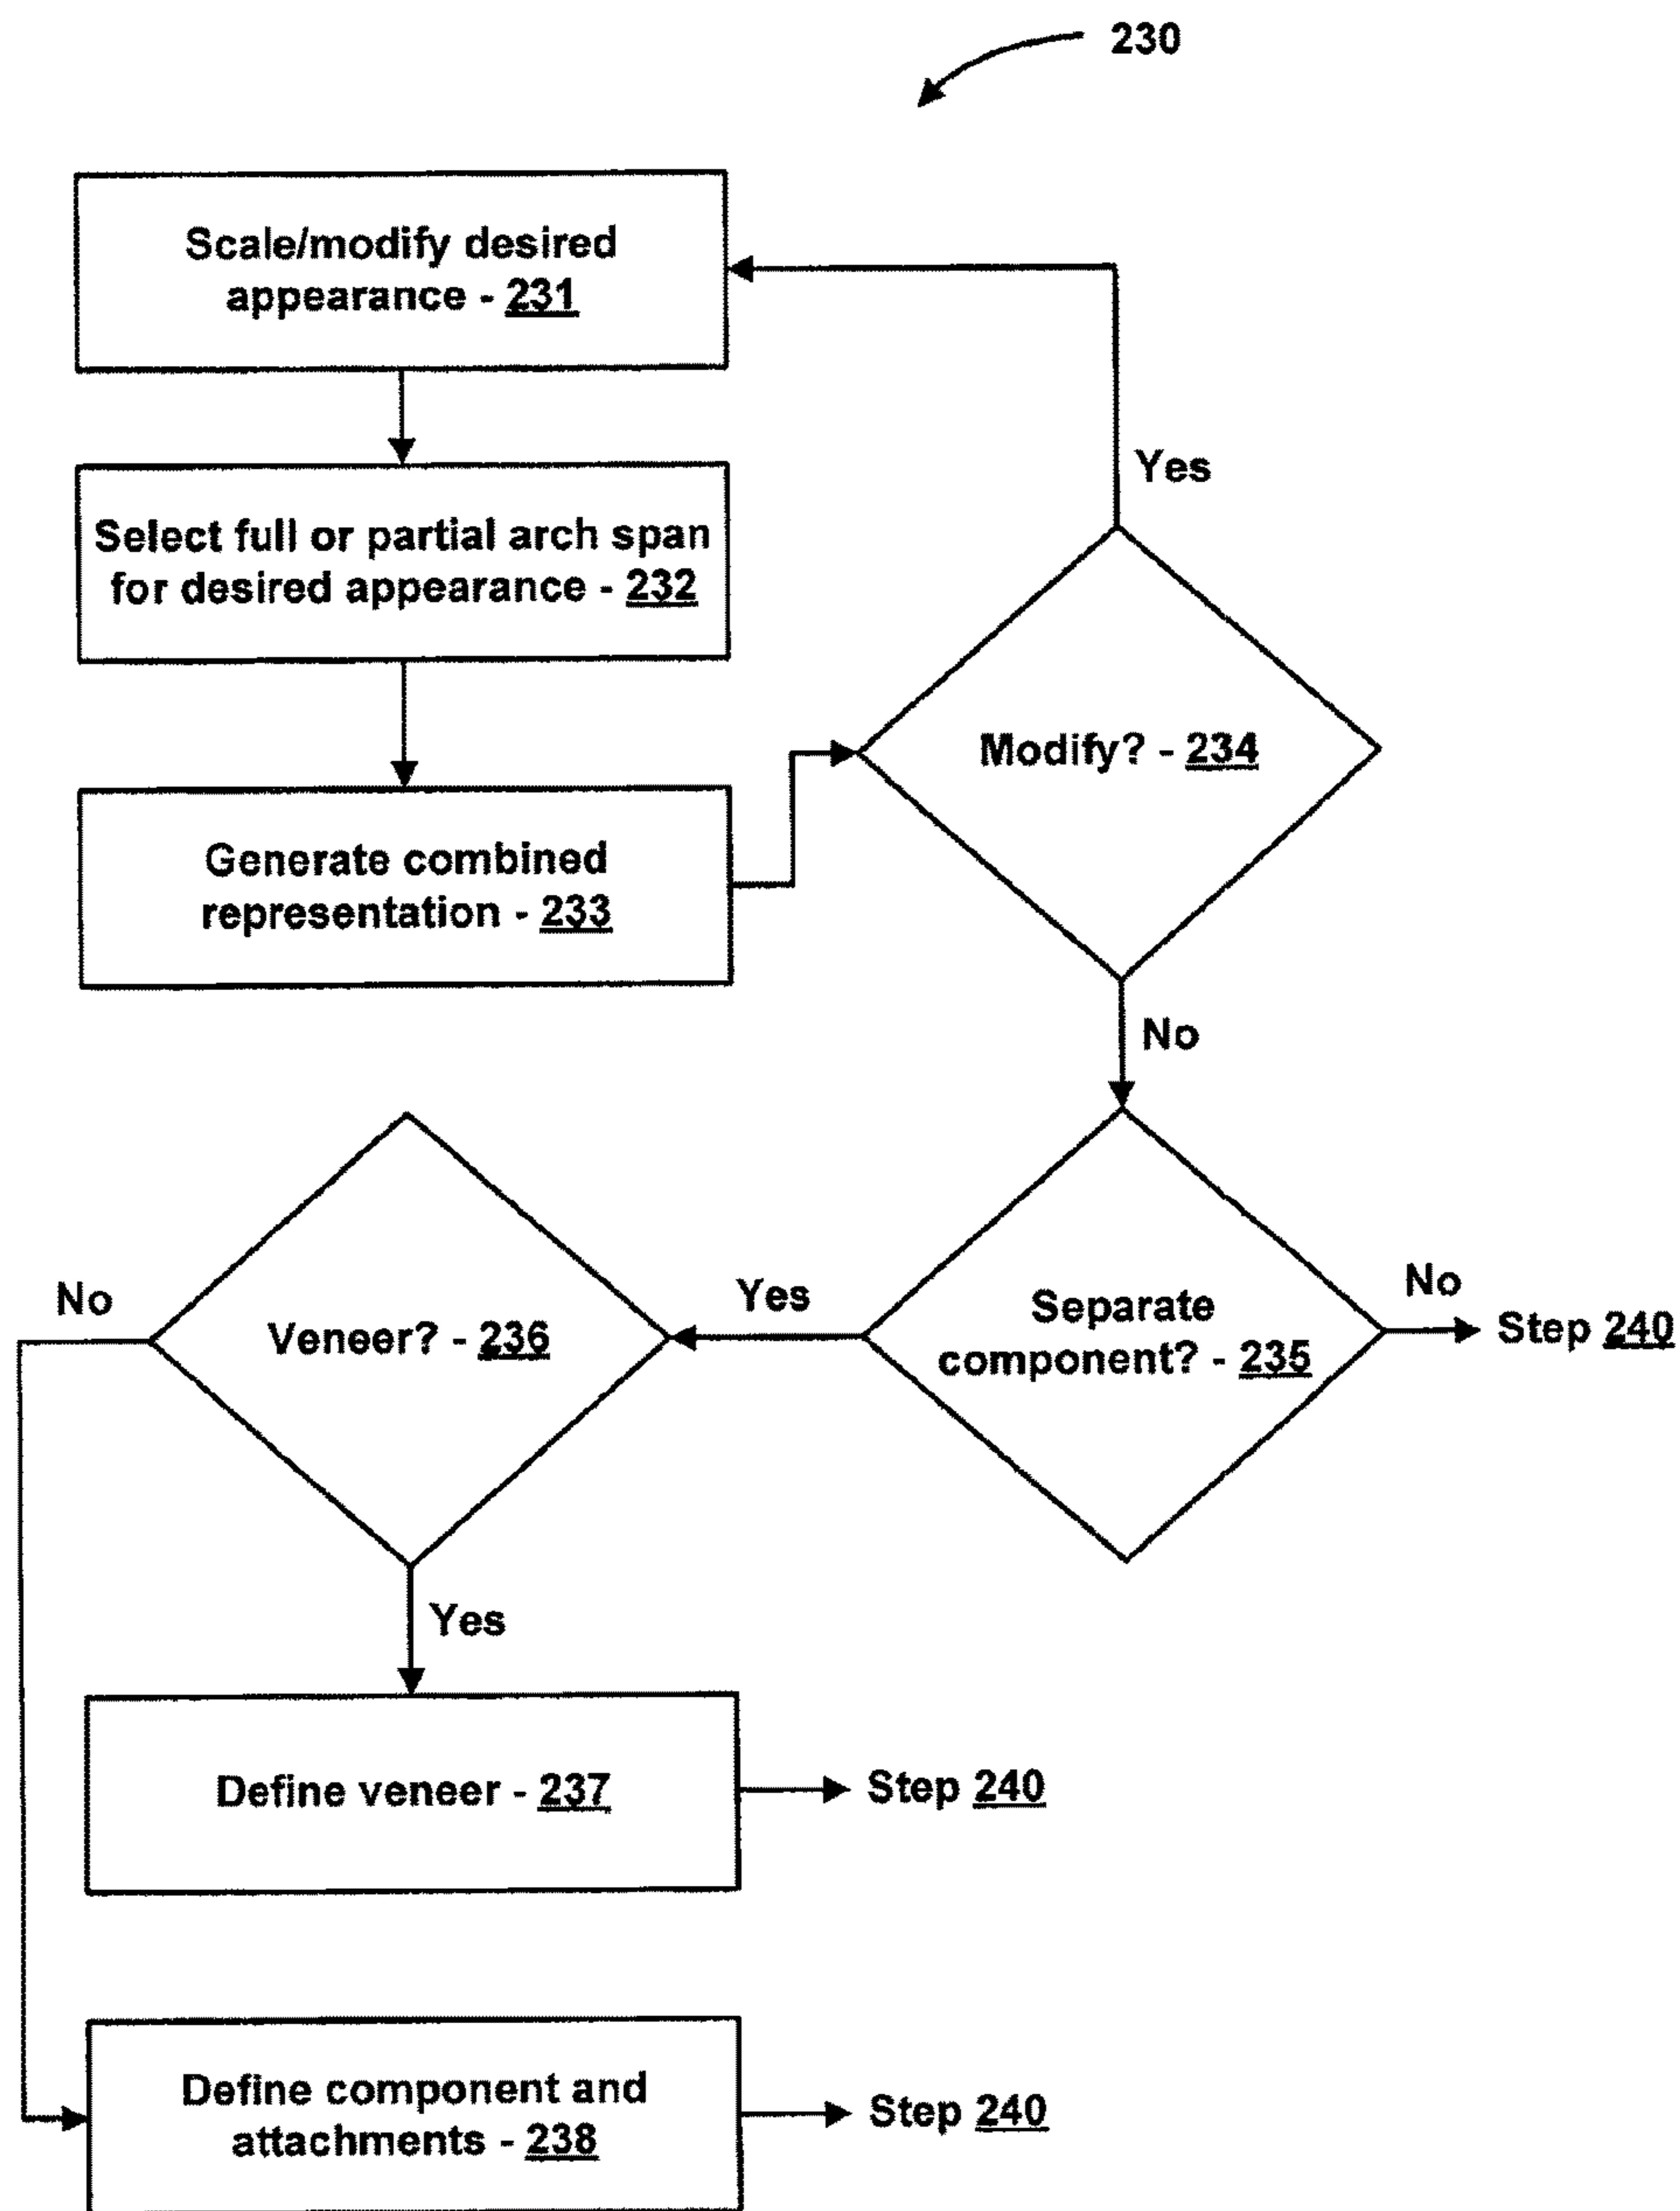 230
Scale/modify desired
appearance - 231
Yes
Select full or partial arch span
for desired appearance - 232
Modify? - 234
Generate combined
representation - 233
No
No
Veneer? - 236
Yes
Separate
component? - 235
No
Step 240
Yes
Define veneer - 237
Step 240
Define component and
attachments - 238
Step 240